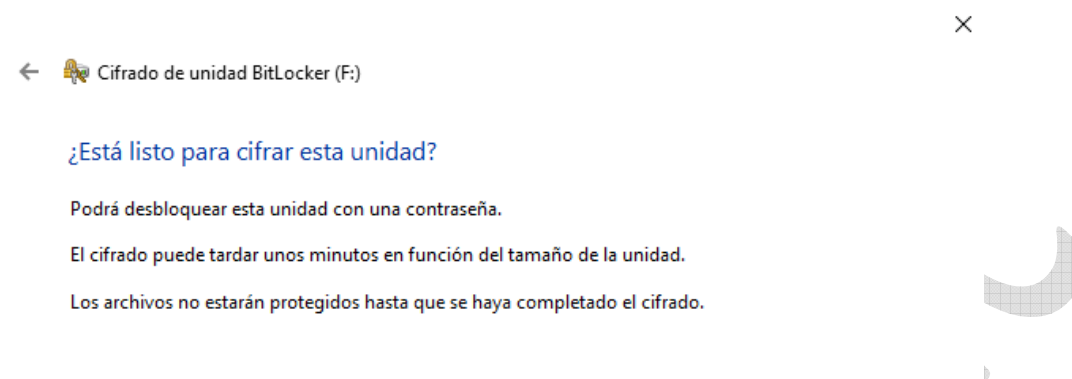 Cifrado de unidad BitLocker (F:)
¿Está listo para cifrar esta unidad?
Podrá desbloquear esta unidad con una contraseña.
El cifrado puede tardar unos minutos en función del tamaño de la unidad.
Los archivos no estarán protegidos hasta que se haya completado el cifrado.